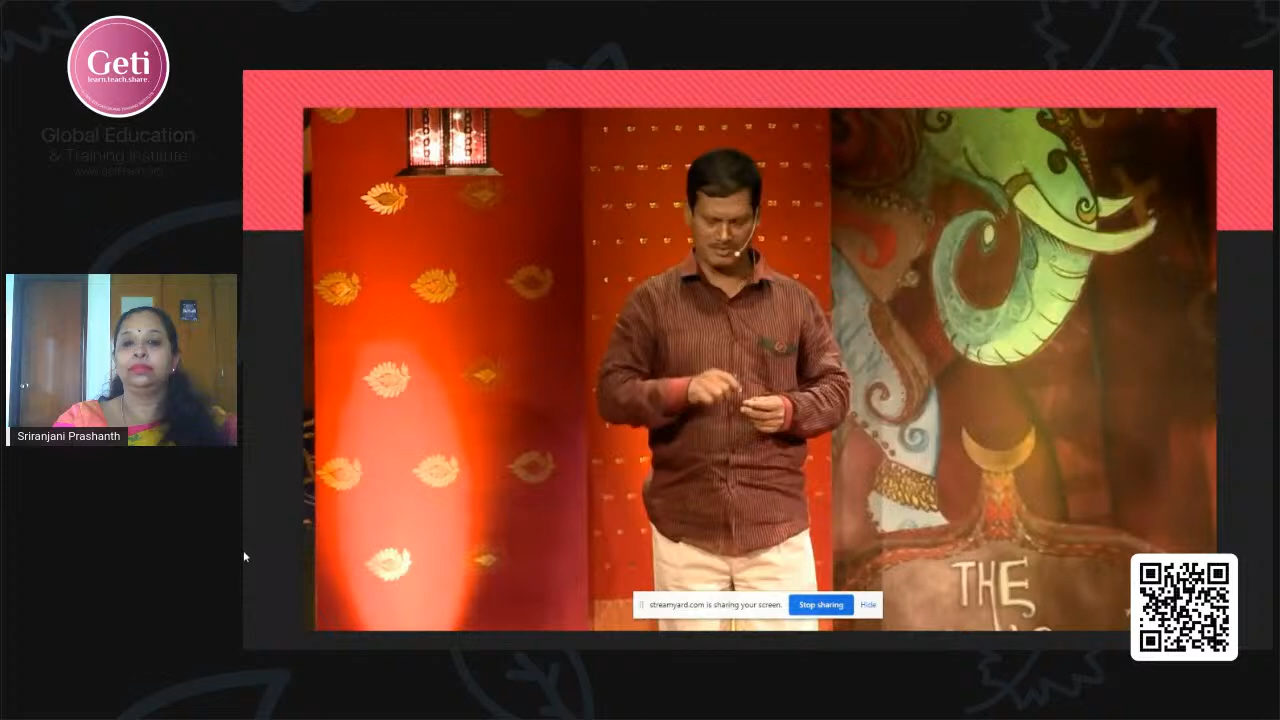 Geti
learn.teach.share.
Global Education
& Training Institute
Sriranjani Prashanth
streamyard.com is sharing your screen.
Stop sharing
Hide
THE